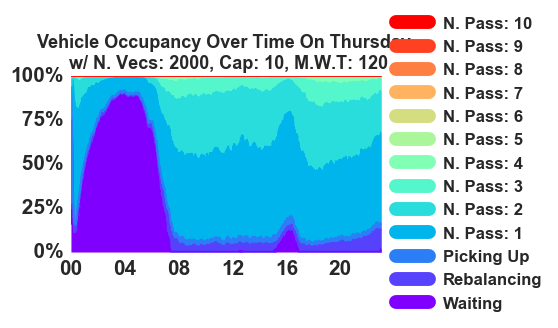 Vehicle Occupancy Over Time On Thursday
w/ N. Vecs: 2000, Cap: 10, M.W.T: 120
100%
75%
50%
25%
0%
00 04 08 12 16 20
N. Pass: 10
N. Pass: 9
N. Pass: 8
N. Pass: 7
N. Pass: 6
N. Pass: 5
N. Pass: 4
N. Pass: 3
N. Pass: 2
N. Pass: 1
Picking Up
Rebalancing
Waiting